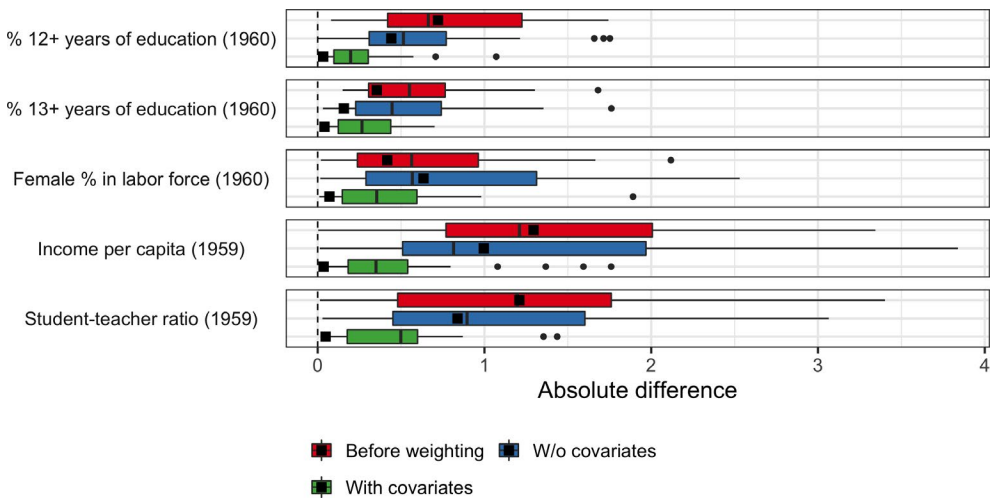 % 12+ years of education (1960)
% 13+ years of education (1960)
Female % in labor force (1960)
Income per capita (1959)
Student-teacher ratio (1959)
0 1 2 3 4
Absolute difference
Before weighting W/o covariates
With covariates